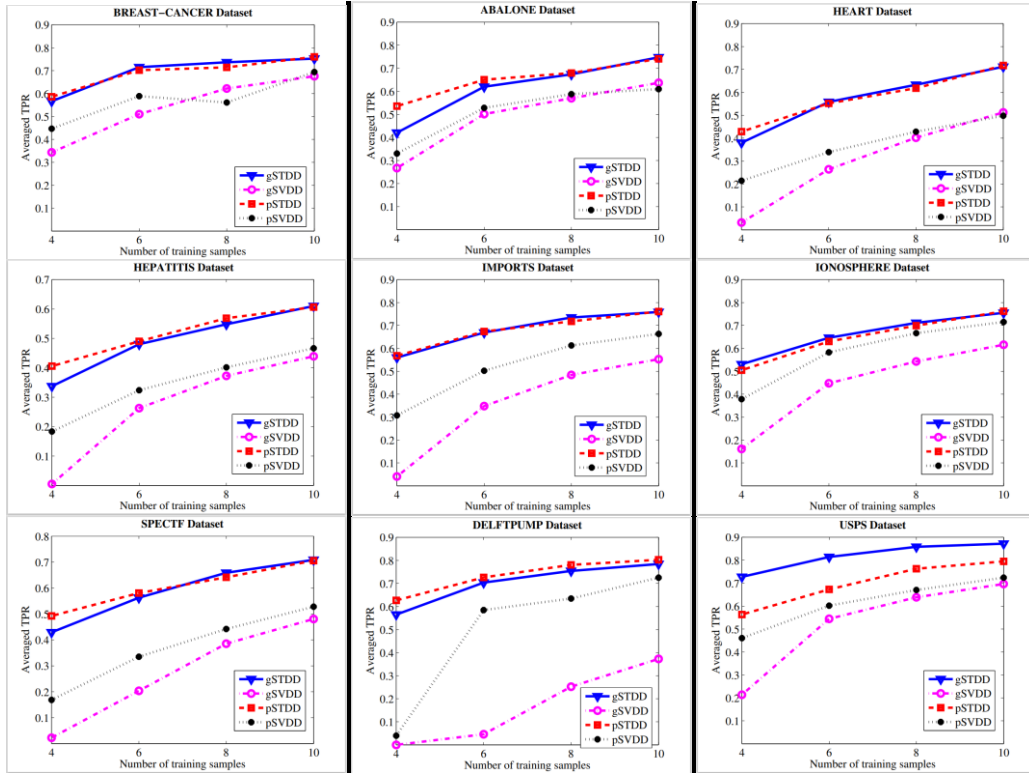 BREAST−CANCER Dataset
0.9
0.8
0.7
0.6
0.5
0.4
0.3
0.2
0.1
Averaged TPR
gSTDD
gSVDD
pSTDD
pSVDD
4 6 8 10
Number of training samples
ABALONE Dataset
0.9
0.8
0.7
0.6
0.5
0.4
0.3
0.2
0.1
Averaged TPR
gSTDD
gSVDD
pSTDD
pSVDD
4 6 8 10
Number of training samples
HEART Dataset
0.9
0.8
0.7
0.6
0.5
0.4
0.3
0.2
0.1
Averaged TPR
gSTDD
gSVDD
pSTDD
pSVDD
4 6 8 10
Number of training samples
HEPATITIS Dataset
0.7
0.6
0.5
0.4
0.3
0.2
0.1
Averaged TPR
gSTDD
gSVDD
pSTDD
pSVDD
4 6 8 10
Number of training samples
IMPORTS Dataset
0.9
0.8
0.7
0.6
0.5
0.4
0.3
0.2
0.1
Averaged TPR
gSTDD
gSVDD
pSTDD
pSVDD
4 6 8 10
Number of training samples
IONOSPHERE Dataset
0.9
0.8
0.7
0.6
0.5
0.4
0.3
0.2
0.1
Averaged TPR
gSTDD
gSVDD
pSTDD
pSVDD
4 6 8 10
Number of training samples
SPECTF Dataset
0.8
0.7
0.6
0.5
0.4
0.3
0.2
0.1
Averaged TPR
gSTDD
gSVDD
pSTDD
pSVDD
4 6 8 10
Number of training samples
DELFTPUMP Dataset
0.9
0.8
0.7
0.6
0.5
0.4
0.3
0.2
0.1
Averaged TPR
gSTDD
gSVDD
pSTDD
pSVDD
4 6 8 10
Number of training samples
USPS Dataset
0.9
0.8
0.7
0.6
0.5
0.4
0.3
0.2
0.1
Averaged TPR
gSTDD
gSVDD
pSTDD
pSVDD
4 6 8 10
Number of training samples